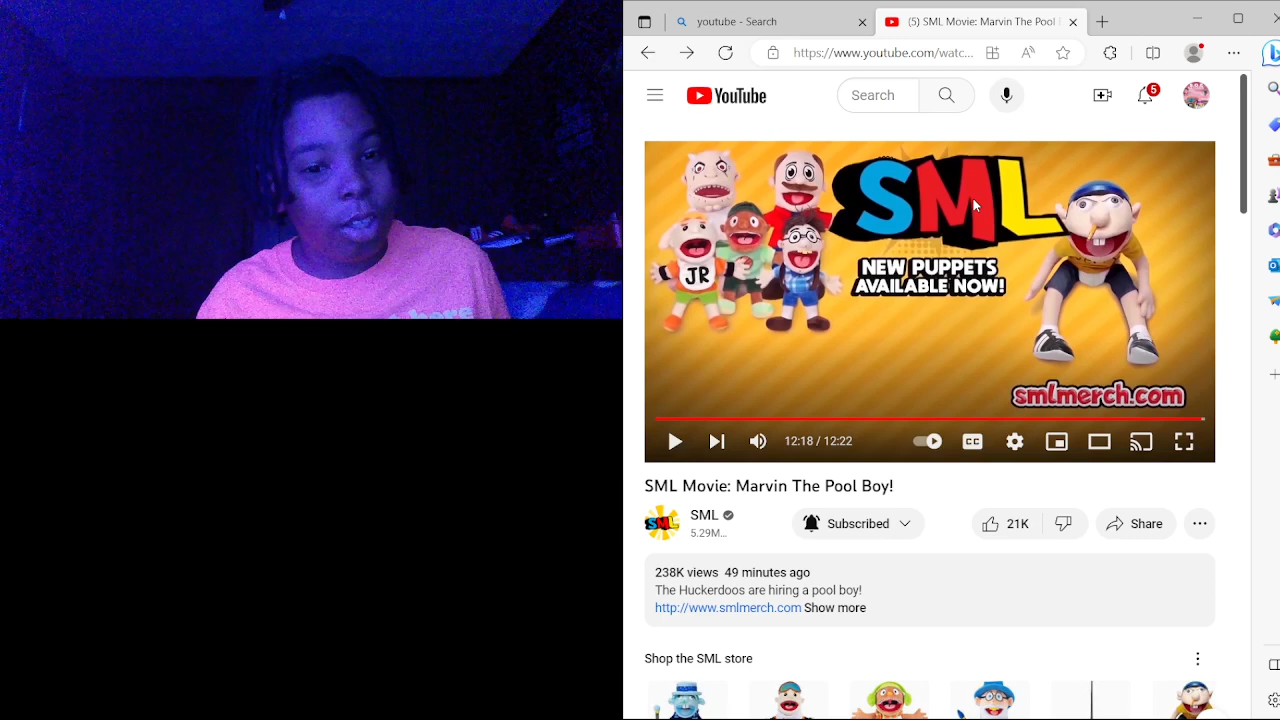 youtube - Search
(5) SML Movie: Marvin The Pool
https://www.youtube.com/watc...
YouTube
Search
5
SML
JR
NEW PUPPETS
AVAILABLE NOW!
smlmerch.com
12:18 / 12:22
CC
SML Movie: Marvin The Pool Boy!
SML
5.29M...
Subscribed
21K
Share
238K views 49 minutes ago
The Huckerdoos are hiring a pool boy!
http://www.smlmerch.com Show more
Shop the SML store
here